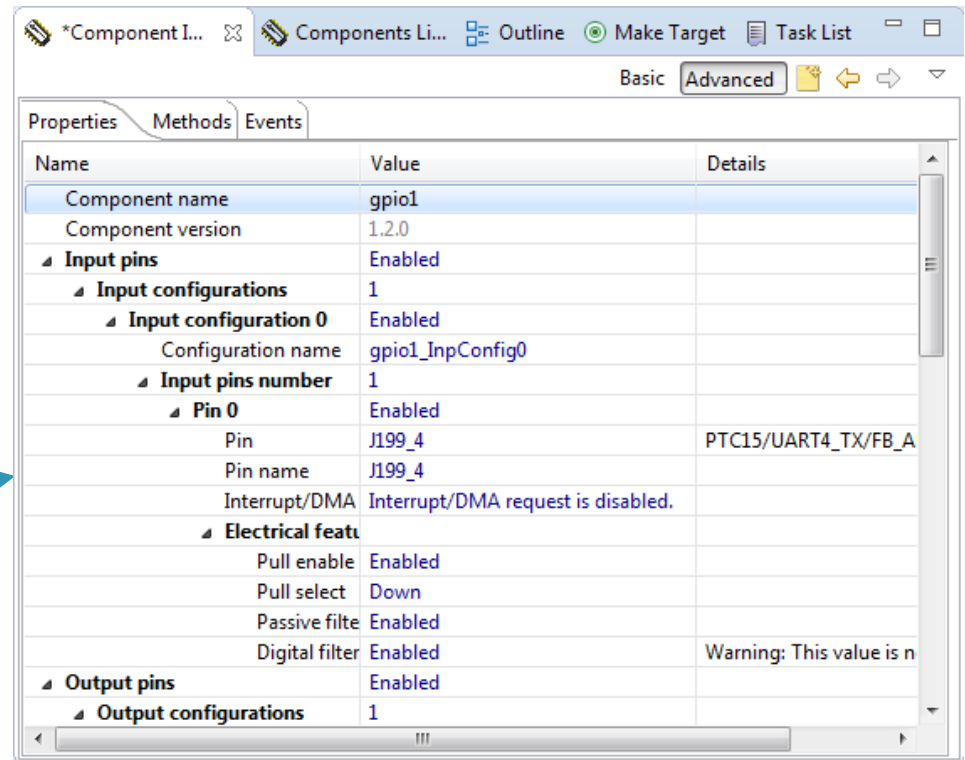 *Component I... Components Li... Outline Make Target Task List
Basic Advanced
Properties Methods Events
Name Value Details
Component name gpio1
Component version 1.2.0
Input pins Enabled
Input configurations 1
Input configuration 0 Enabled
Configuration name gpio1_InpConfig0
Input pins number 1
Pin 0 Enabled
Pin J199_4 PTC15/UART4_TX/FB_A
Pin name J199_4
Interrupt/DMA Interrupt/DMA request is disabled.
Electrical featu
Pull enable Enabled
Pull select Down
Passive filte Enabled
Digital filter Enabled Warning: This value is n
Output pins Enabled
Output configurations 1